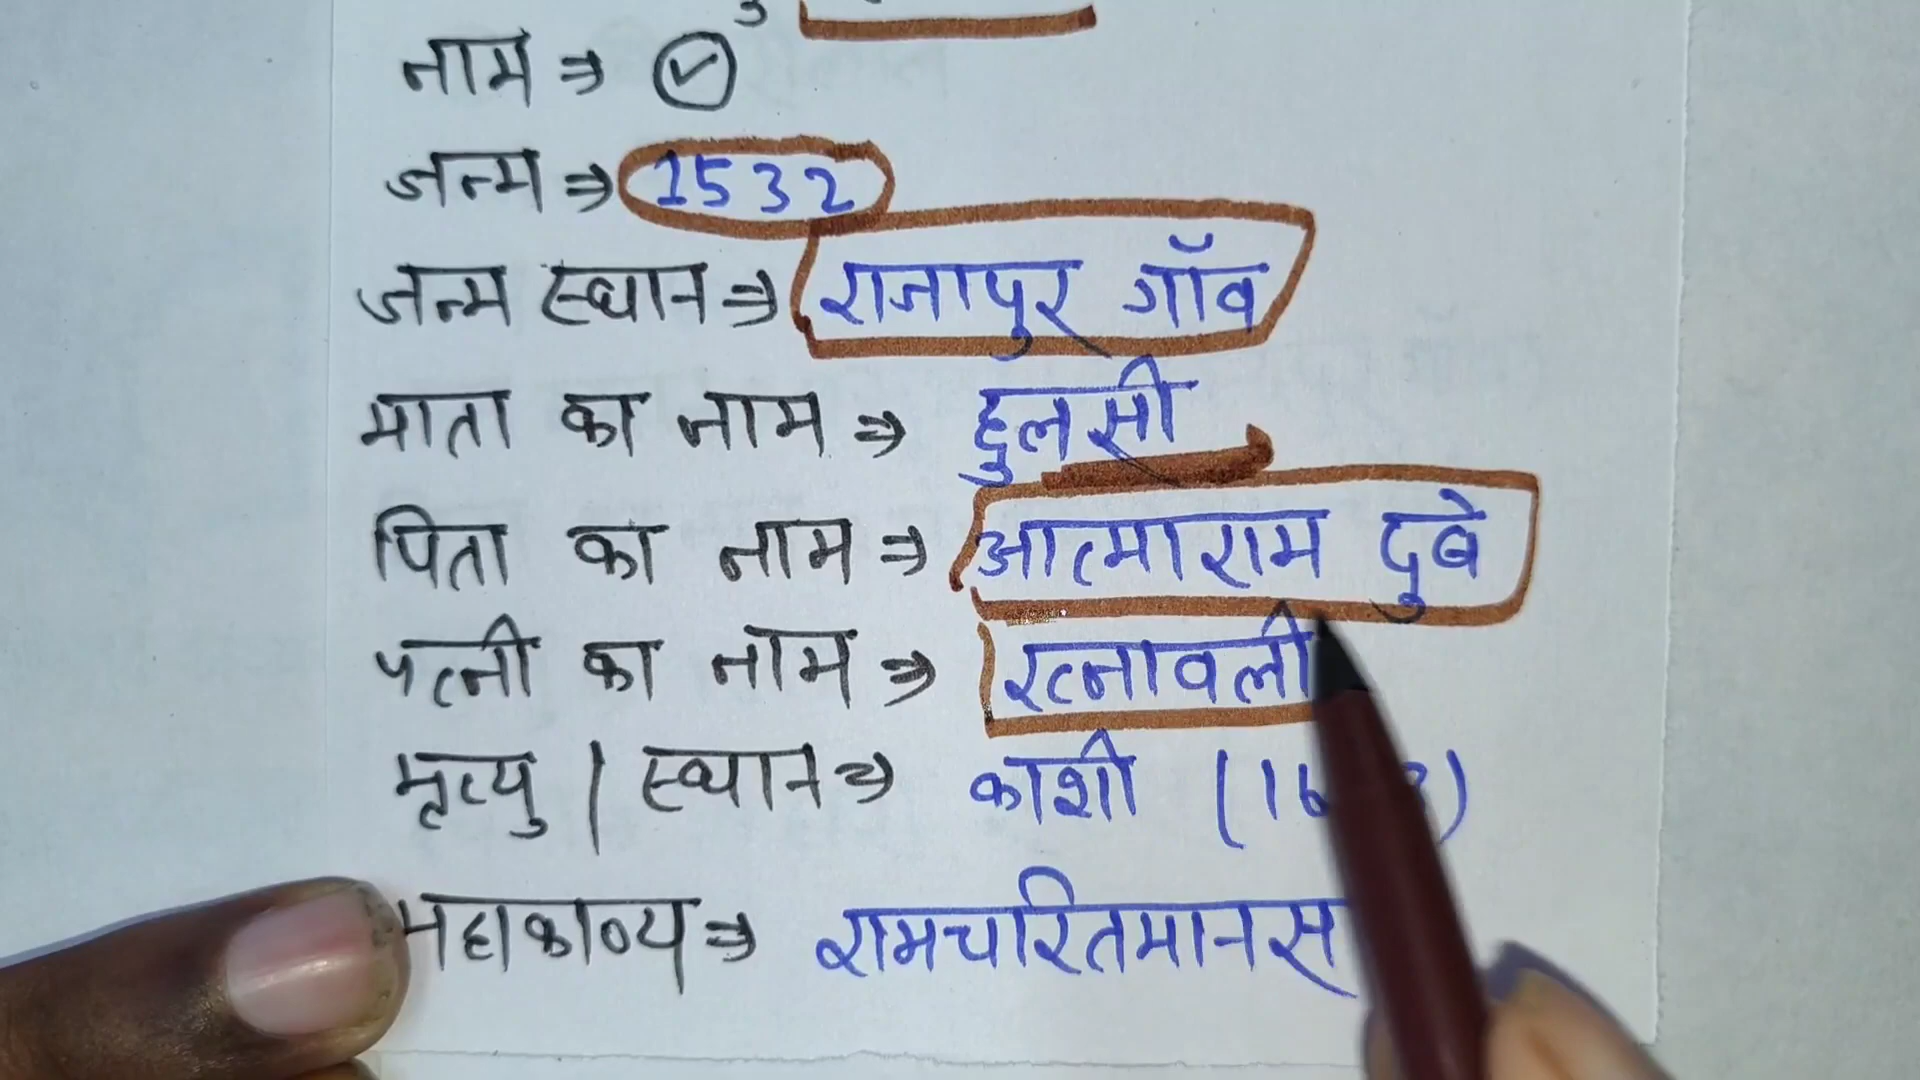 नाम ⇒
जन्म ⇒ 1532
जन्म स्थान ⇒ राजापुर गाँव
माता का नाम ⇒ हुलसी
पिता का नाम ⇒ आत्माराम दुबे
पत्नी का नाम ⇒ रत्नावली
मृत्यु | स्थान ⇒ काशी
महाकाव्य ⇒ रामचरितमानस